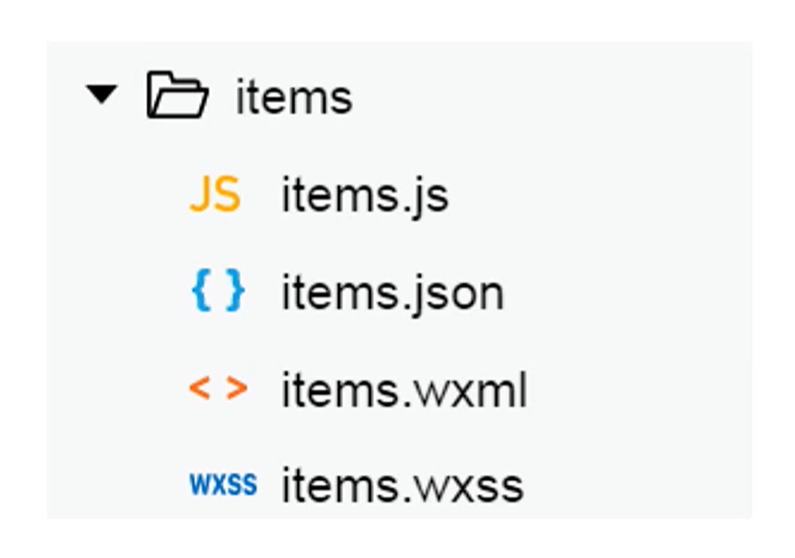 items
JS items.js
{ } items.json
< > items.wxml
WXSS items.wxss